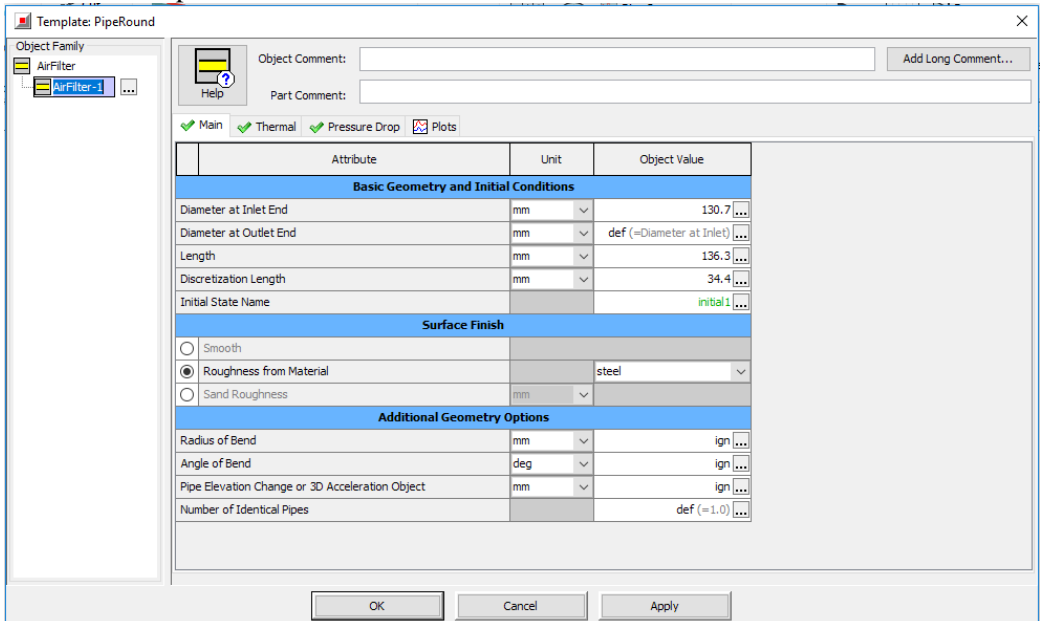 Template: PipeRound
Object Family
AirFilter
AirFilter-1
...
Help
Object Comment:
Add Long Comment...
Part Comment:
Main Thermal Pressure Drop Plots
Attribute Unit Object Value
Basic Geometry and Initial Conditions
Diameter at Inlet End mm 130.7 ...
Diameter at Outlet End mm def (=Diameter at Inlet) ...
Length mm 136.3 ...
Discretization Length mm 34.4 ...
Initial State Name initial1 ...
Surface Finish
Smooth
Roughness from Material steel
Sand Roughness mm
Additional Geometry Options
Radius of Bend mm ign ...
Angle of Bend deg ign ...
Pipe Elevation Change or 3D Acceleration Object mm ign ...
Number of Identical Pipes def (=1.0) ...
OK Cancel Apply